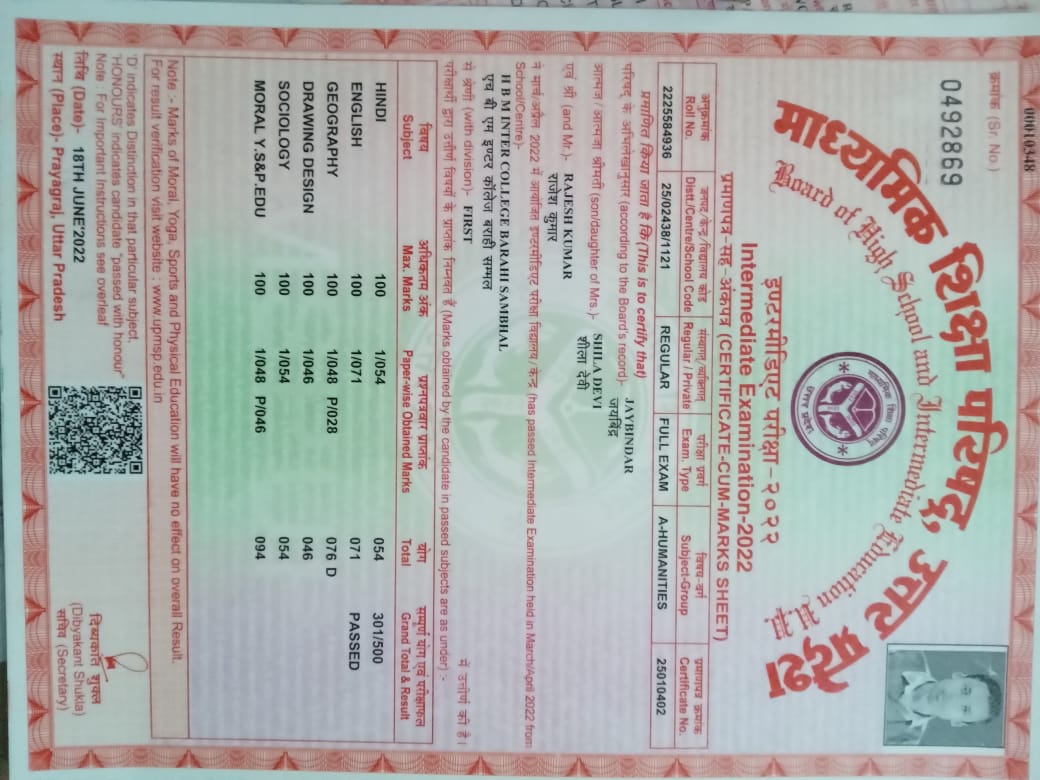 00010348
क्रमांक (Sr. No.)
0492869
माध्यमिक शिक्षा परिषद्, उत्तर प्रदेश
Board of High School and Intermediate Education U.P.
इण्टरमीडिएट परीक्षा-२०२२
Intermediate Examination-2022
प्रमाणपत्र-सह-अंकपत्र (CERTIFICATE-CUM-MARKS SHEET)
अनुक्रमांक जनपद/केन्द्र/विद्यालय कोड संस्थागत/व्यक्तिगत परीक्षा प्रवर्ग विषय-वर्ग प्रमाणपत्र क्रमांक
Roll No. Distt./Centre/School Code Regular / Private Exam. Type Subject-Group Certificate No.
2225584936 25/02438/1121 REGULAR FULL EXAM A-HUMANITIES 25010402
प्रमाणित किया जाता है कि (This is to certify that)
परिषद के अभिलेखानुसार (according to the Board's record)- JAYBINDAR
जयबिंद्र
आत्मज/आत्मजा श्रीमती (son/daughter of Mrs.)- SHILA DEVI
शीला देवी
एवं श्री (and Mr.)- RAJESH KUMAR
राजेश कुमार
ने मार्च/अप्रैल 2022 में आयोजित इण्टरमीडिएट परीक्षा विद्यालय/केन्द्र (has passed Intermediate Examination held in March/April 2022 from
School/Centre)-
H B M INTER COLLEGE BARAHI SAMBHAL
एच बी एम इण्टर कॉलेज बराही सम्भल
से श्रेणी (with division)- FIRST में उत्तीर्ण की है।
परीक्षार्थी द्वारा उत्तीर्ण विषयों के प्राप्तांक निम्नवत हैं (Marks obtained by the candidate in passed subjects are as under) :-
विषय अधिकतम अंक प्रश्नपत्रवार प्राप्तांक योग सम्पूर्ण योग एवं परीक्षाफल
Subject Max. Marks Paper-wise Obtained Marks Total Grand Total & Result
HINDI 100 1/054 054 301/500
ENGLISH 100 1/071 071 PASSED
GEOGRAPHY 100 1/048 P/028 076 D
DRAWING DESIGN 100 1/046 046
SOCIOLOGY 100 1/054 054
MORAL Y.S&P.EDU 100 1/048 P/046 094
Note :- Marks of Moral, Yoga, Sports and Physical Education will have no effect on overall Result.
For result verification visit website : www.upmsp.edu.in
'D' indicates Distinction in that particular subject.
'HONOURS' indicates candidate "passed with honour"
Note : For Important Instructions see overleaf
तिथि (Date)- 18TH JUNE'2022
स्थान (Place)- Prayagraj, Uttar Pradesh
दिब्यकांत शुक्ल
(Dibyakant Shukla)
सचिव (Secretary)